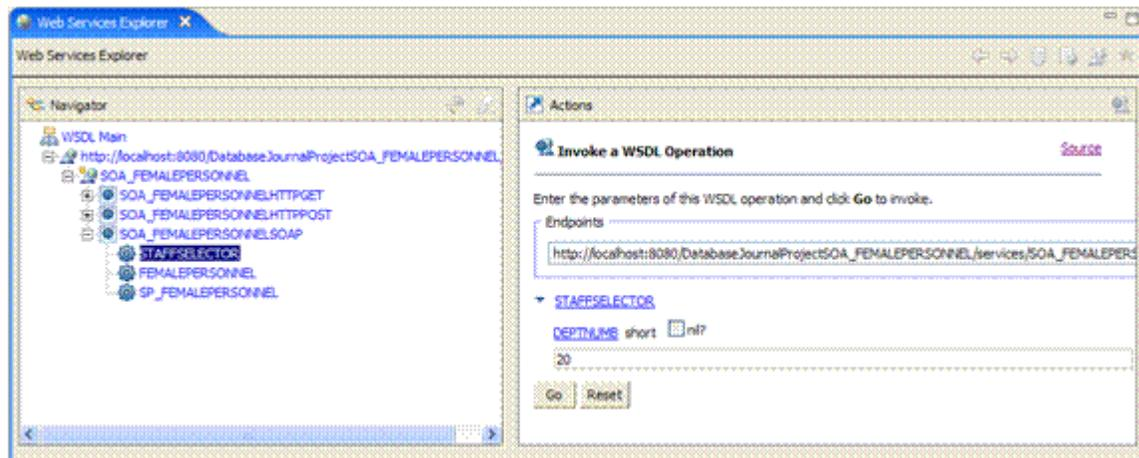 Web Services Explorer
Web Services Explorer
Navigator
WSDL Main
http://localhost:8080/DatabaseJournalProjectSOA_FEMALEPERSONNEL/
SOA_FEMALEPERSONNEL
SOA_FEMALEPERSONNELHTTPGET
SOA_FEMALEPERSONNELHTTPPOST
SOA_FEMALEPERSONNELSOAP
STAFFSELECTOR
FEMALEPERSONNEL
SP_FEMALEPERSONNEL
Actions
Invoke a WSDL Operation
Source
Enter the parameters of this WSDL operation and click Go to invoke.
Endpoints
http://localhost:8080/DatabaseJournalProjectSOA_FEMALEPERSONNEL/services/SOA_FEMALEPERS
STAFFSELECTOR
DEPTNUMB short nil?
20
Go Reset